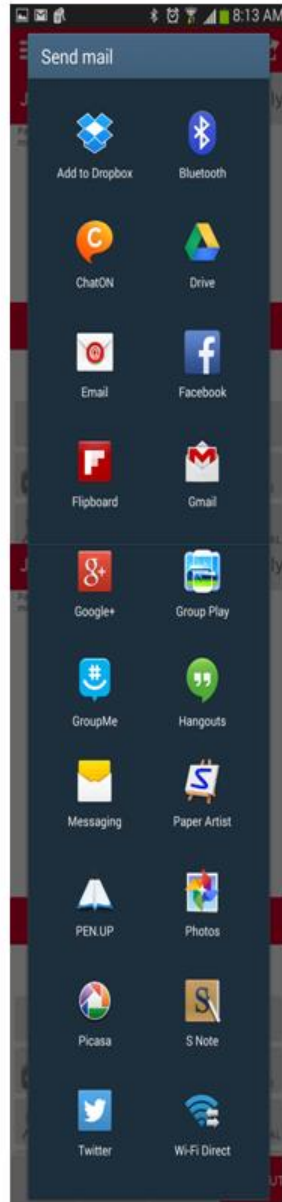 8:13 AM
Send mail
Add to Dropbox Bluetooth
ChatON Drive
Email Facebook
Flipboard Gmail
Google+ Group Play
GroupMe Hangouts
Messaging Paper Artist
PEN.UP Photos
Picasa S Note
Twitter Wi-Fi Direct